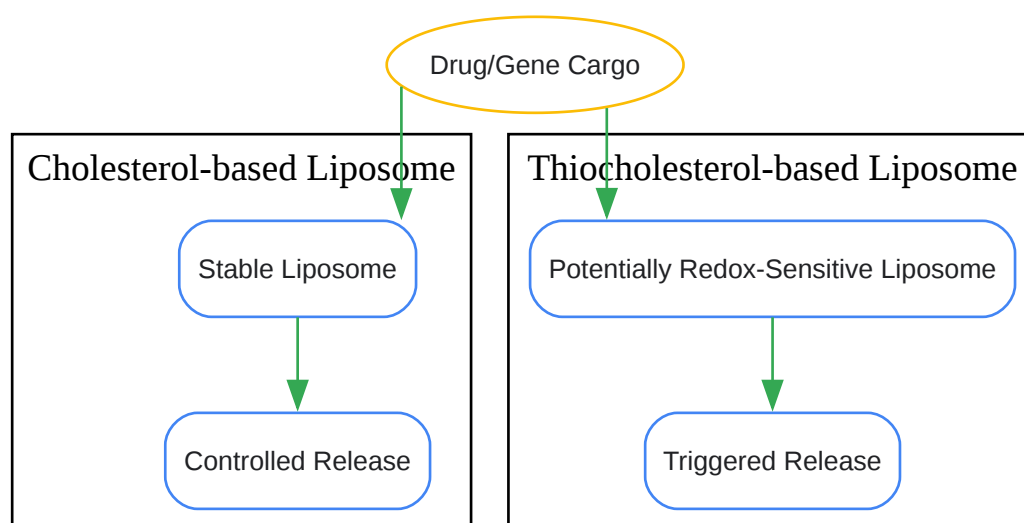 Drug/Gene Cargo
Cholesterol-based Liposome
Thiocholesterol-based Liposome
Stable Liposome
Potentially Redox-Sensitive Liposome
Controlled Release
Triggered Release